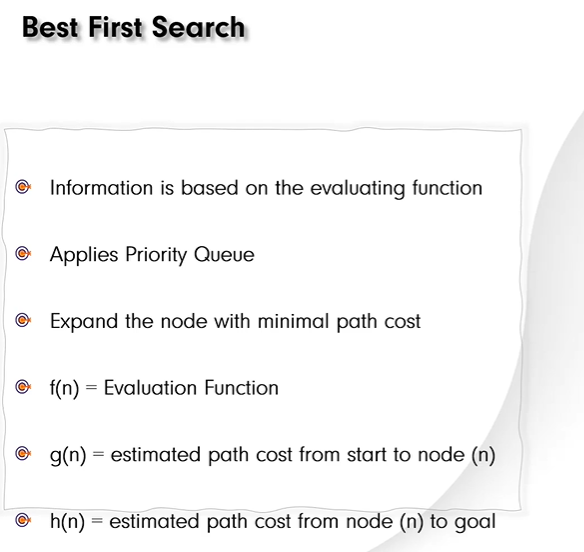 Best First Search
Information is based on the evaluating function
Applies Priority Queue
Expand the node with minimal path cost
f(n) = Evaluation Function
g(n) = estimated path cost from start to node (n)
h(n) = estimated path cost from node (n) to goal